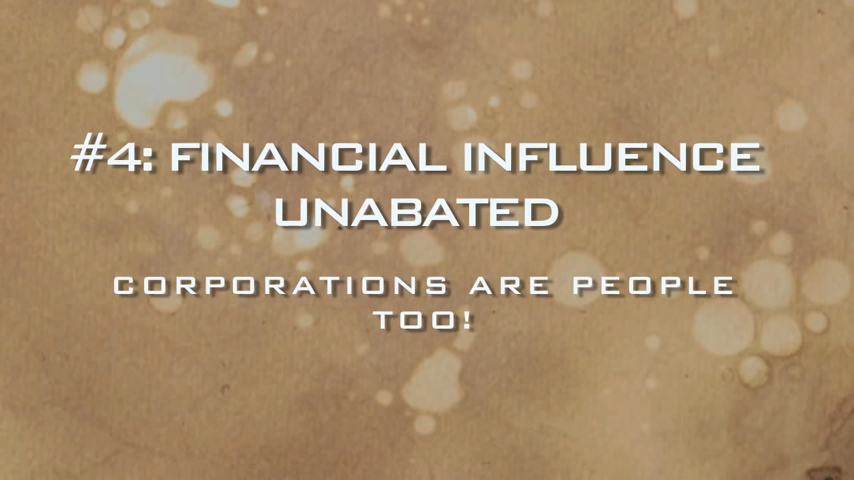 #4: FINANCIAL INFLUENCE
UNABATED
CORPORATIONS ARE PEOPLE
TOO!